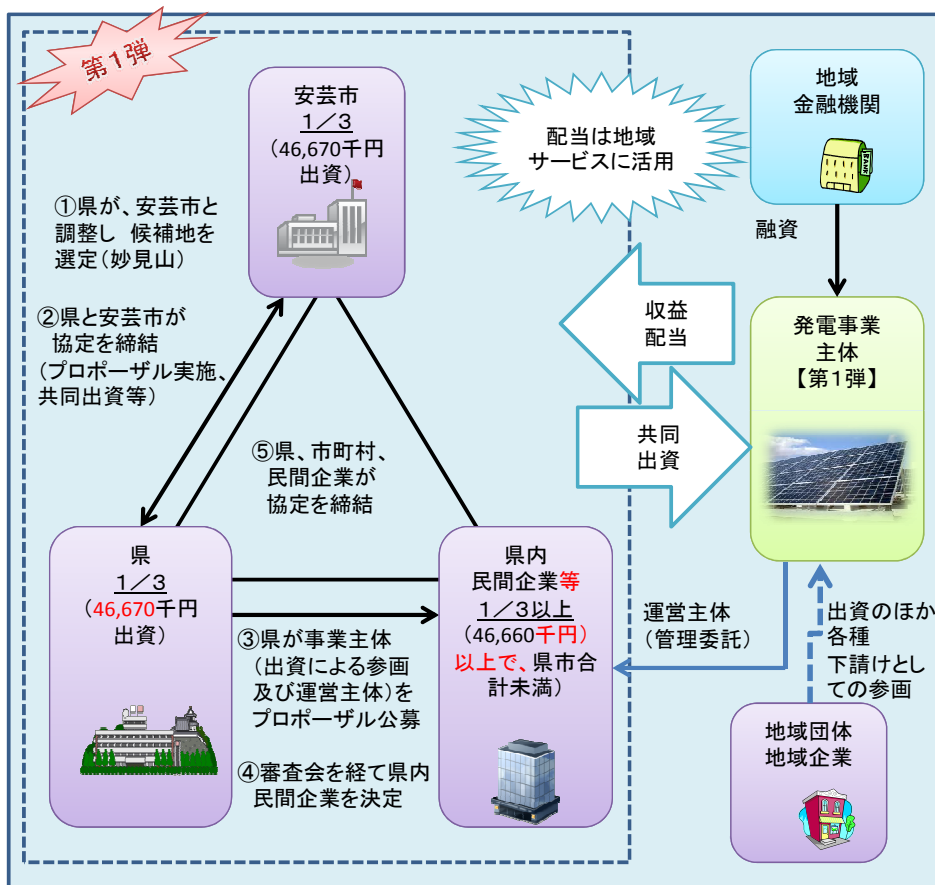 第1弾
安芸市
1/3
(46,670千円
出資)
①県が、安芸市と
調整し 候補地を
選定(妙見山)
②県と安芸市が
協定を締結
(プロポーザル実施、
共同出資等)
⑤県、市町村、
民間企業が
協定を締結
県
1/3
(46,670千円
出資)
③県が事業主体
(出資による参画
及び運営主体)を
プロポーザル公募
④審査会を経て県内
民間企業を決定
県内
民間企業等
1/3以上
(46,660千円)
以上で、県市合
計未満)
配当は地域
サービスに活用
収益
配当
共同
出資
地域
金融機関
BANK
融資
発電事業
主体
【第1弾】
運営主体
(管理委託)
出資のほか
各種
下請けとし
ての参画
地域団体
地域企業